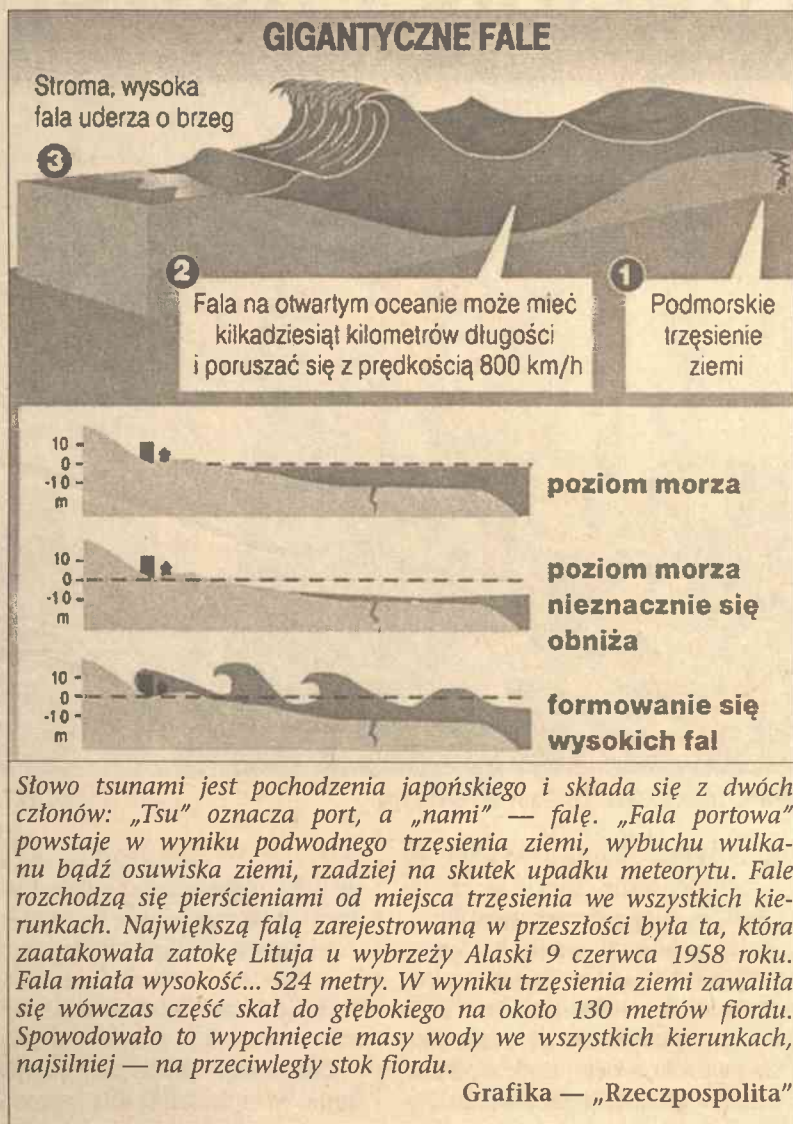 GIGANTYCZNE FALE
Stroma, wysoka
fala uderza o brzeg
3
2
Fala na otwartym oceanie może mieć
kilkadziesiąt kilometrów długości
i poruszać się z prędkością 800 km/h
1
Podmorskie
trzęsienie
ziemi
10
0
-10
m
poziom morza
10
0
-10
m
poziom morza
nieznacznie się
obniża
10
0
-10
m
formowanie się
wysokich fal
Słowo tsunami jest pochodzenia japońskiego i składa się z dwóch
członów: „Tsu" oznacza port, a „nami" — falę. „Fala portowa"
powstaje w wyniku podwodnego trzęsienia ziemi, wybuchu wulka-
nu bądź osuwiska ziemi, rzadziej na skutek upadku meteorytu. Fale
rozchodzą się pierścieniami od miejsca trzęsienia we wszystkich kie-
runkach. Największą falą zarejestrowaną w przeszłości była ta, która
zaatakowała zatokę Lituja u wybrzeży Alaski 9 czerwca 1958 roku.
Fala miała wysokość... 524 metry. W wyniku trzęsienia ziemi zawaliła
się wówczas część skał do głębokiego na około 130 metrów fiordu.
Spowodowało to wypchnięcie masy wody we wszystkich kierunkach,
najsilniej — na przeciwległy stok fiordu.
Grafika — „Rzeczpospolita"